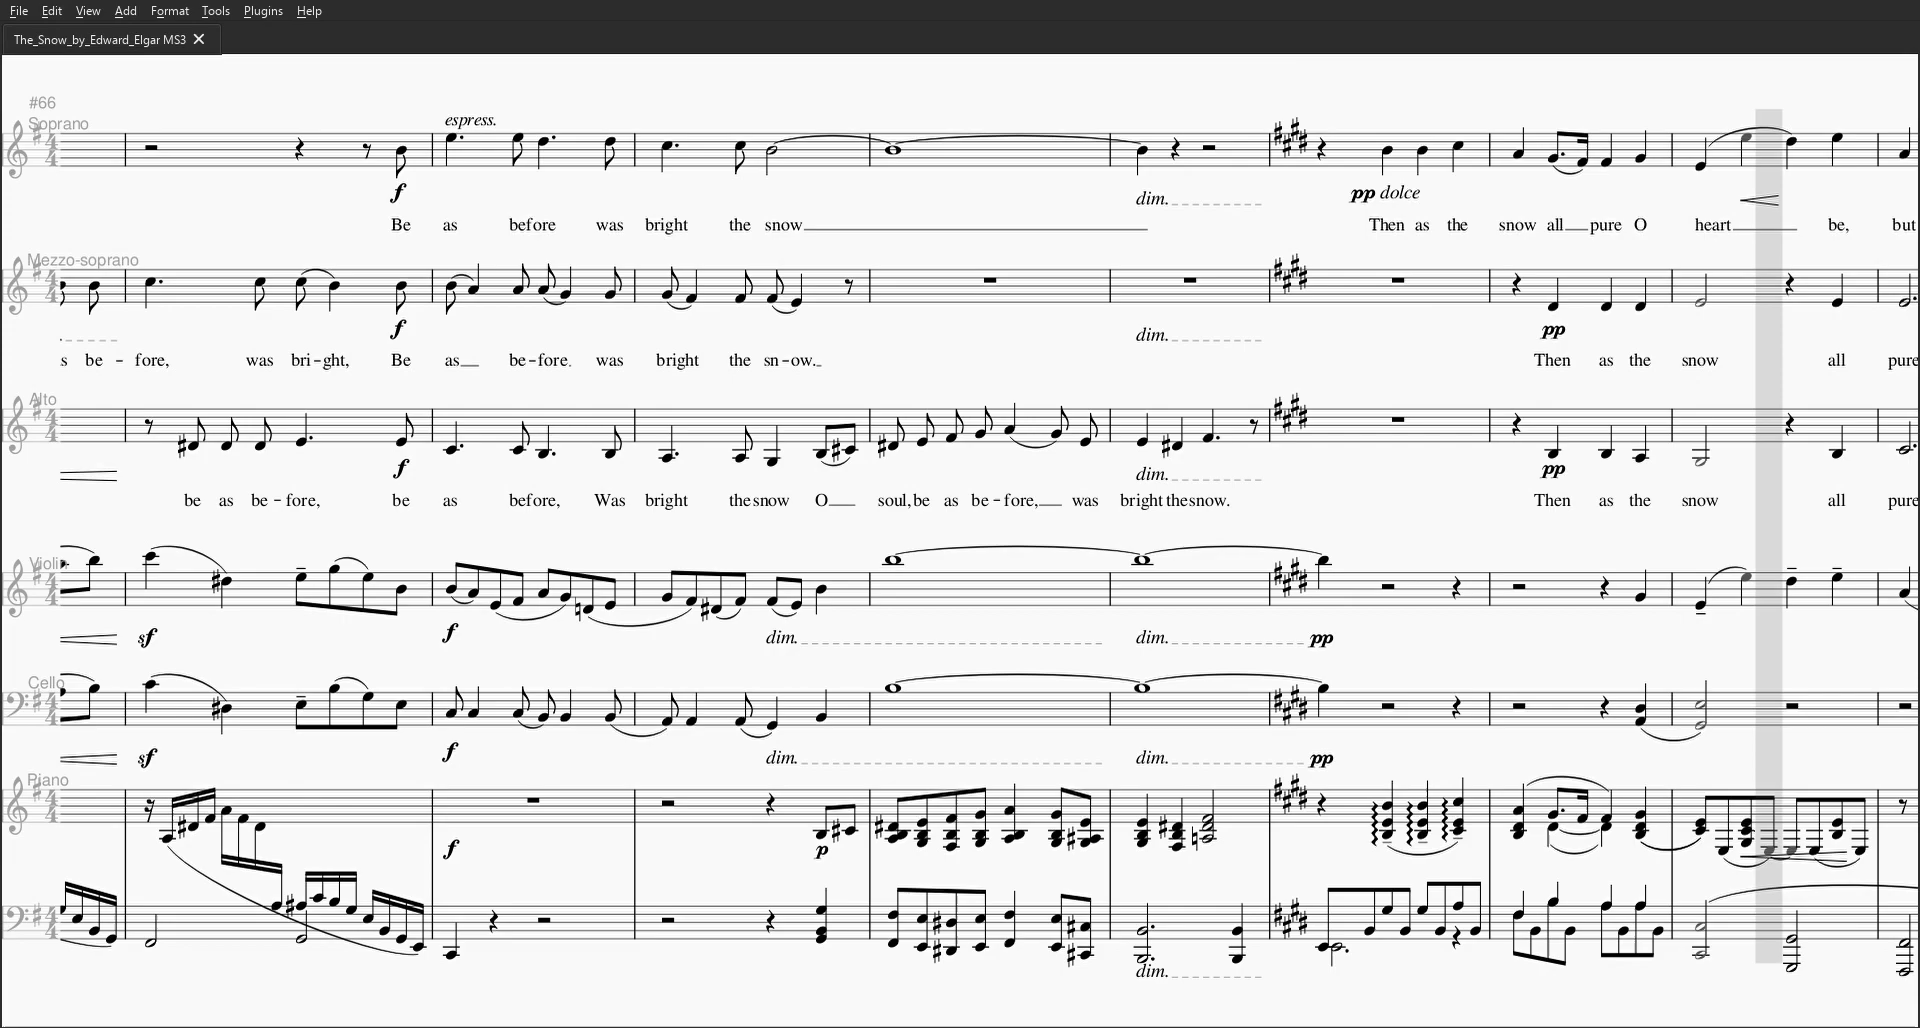 File Edit View Add Format Tools Plugins Help
The_Snow_by_Edward_Elgar MS3
#66
Soprano
espress.
f
dim.
pp dolce
Be as before was bright the snow Then as the snow all pure O heart be, but
Mezzo-soprano
f
dim.
pp
s be - fore, was bri - ght, Be as be - fore. was bright the sn - ow. Then as the snow all pure
Alto
f
dim.
pp
be as be - fore, be as before, Was bright the snow O soul, be as be - fore, was bright the snow. Then as the snow all pure
Violin
sf f dim. dim. pp
Cello
sf f dim. dim. pp
Piano
f p
dim.